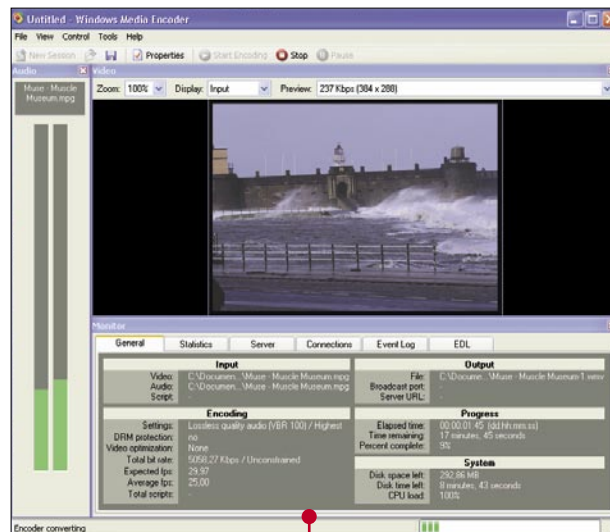 Untitled - Windows Media Encoder
File View Control Tools Help
New Session Properties Start Encoding Stop Pause
Audio Video
Muse - Muscle Museum.mpg
Zoom: 100% Display: Input Preview: 237 Kbps (384 x 288)
Monitor
General Statistics Server Connections Event Log EDL
Input
Video: C:\Documen...\Muse - Muscle Museum.mpg
Audio: C:\Documen...\Muse - Muscle Museum.mpg
Script: -
Output
File: C:\Docume...\Muse - Muscle Museum-1.wmv
Broadcast port: -
Server URL: -
Encoding
Settings: Lossless quality audio (VBR 100) / Highest
DRM protection: no
Video optimization: None
Total bit rate: 5058,27 Kbps / Unconstrained
Expected fps: 29,97
Average fps: 25,00
Total scripts: -
Progress
Elapsed time: 00:00:01:45 (dd:hh:mm:ss)
Time remaining: 17 minutes, 45 seconds
Percent complete: 9%
System
Disk space left: 292,86 MB
Disk time left: 8 minutes, 43 seconds
CPU load: 100%
Encoder converting